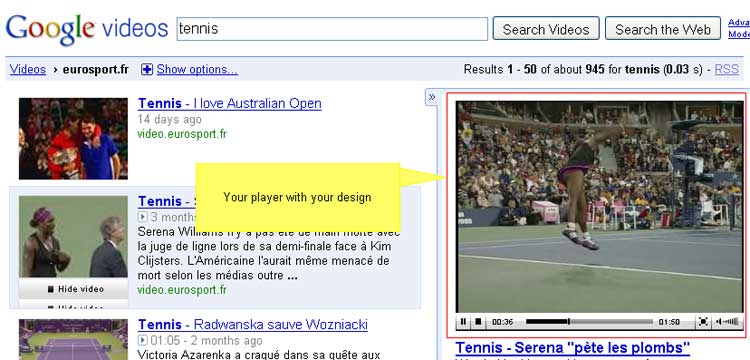 Google videos
tennis
Search Videos
Search the Web
Videos › eurosport.fr
Show options...
Results 1 - 50 of about 945 for tennis (0.03 s) - RSS
»
Tennis - I love Australian Open
14 days ago
video.eurosport.fr
Your player with your design
Tennis - S
3 months
Serena Williams n'y a pas été de main morte avec
la juge de ligne lors de sa demi-finale face à Kim
Clijsters. L'Américaine l'aurait même menacé de
mort selon les médias outre ...
video.eurosport.fr
Hide video
Hide video
Tennis - Radwanska sauve Wozniacki
01:05 - 2 months ago
Victoria Azarenka a craqué dans sa quête aux
00:36
01:50
Tennis - Serena "pète les plombs"